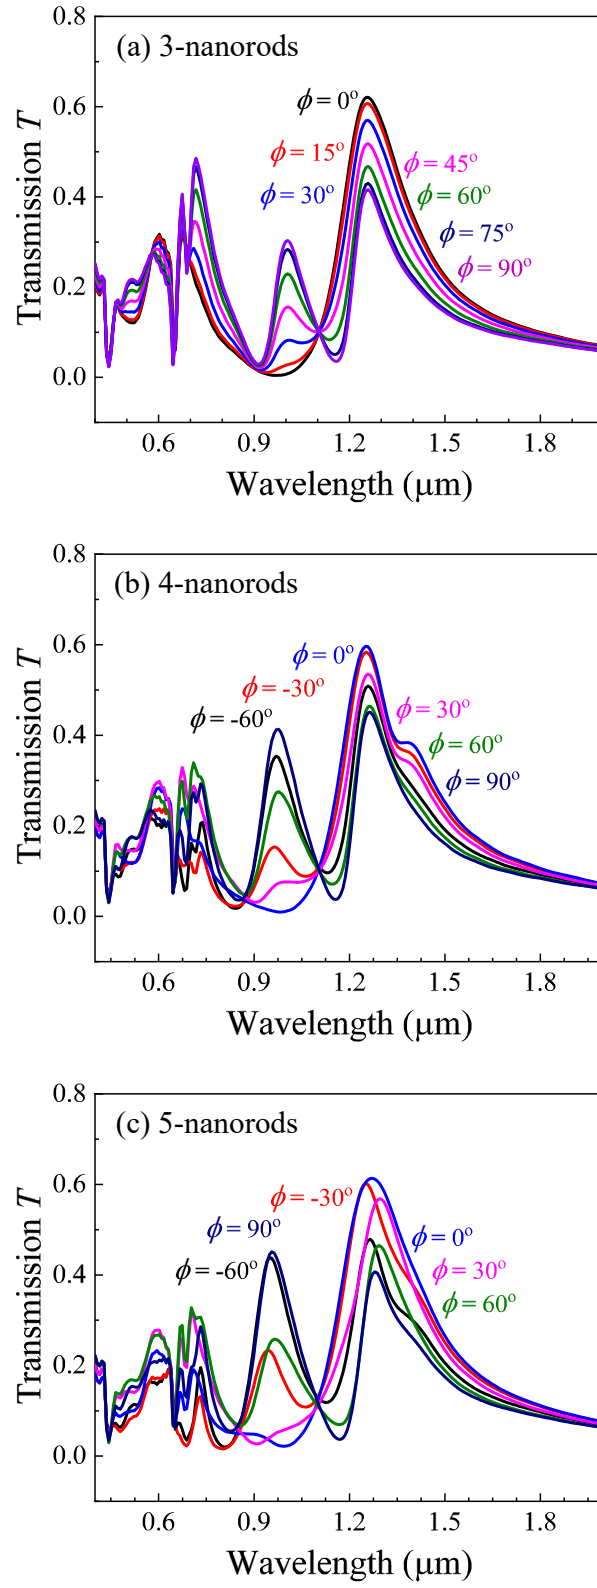 0.8
(a) 3-nanorods
ϕ = 0°
0.6
ϕ = 15°
ϕ = 45°
0.4
ϕ = 30°
ϕ = 60°
ϕ = 75°
ϕ = 90°
0.2
0.0
Transmission T
0.6 0.9 1.2 1.5 1.8
Wavelength (μm)
0.8
(b) 4-nanorods
0.6
ϕ = 0°
ϕ = -30°
ϕ = -60°
ϕ = 30°
0.4
ϕ = 60°
ϕ = 90°
0.2
0.0
Transmission T
0.6 0.9 1.2 1.5 1.8
Wavelength (μm)
0.8
(c) 5-nanorods
0.6
ϕ = -30°
ϕ = 90°
ϕ = 0°
ϕ = -60°
ϕ = 30°
0.4
ϕ = 60°
0.2
0.0
Transmission T
0.6 0.9 1.2 1.5 1.8
Wavelength (μm)